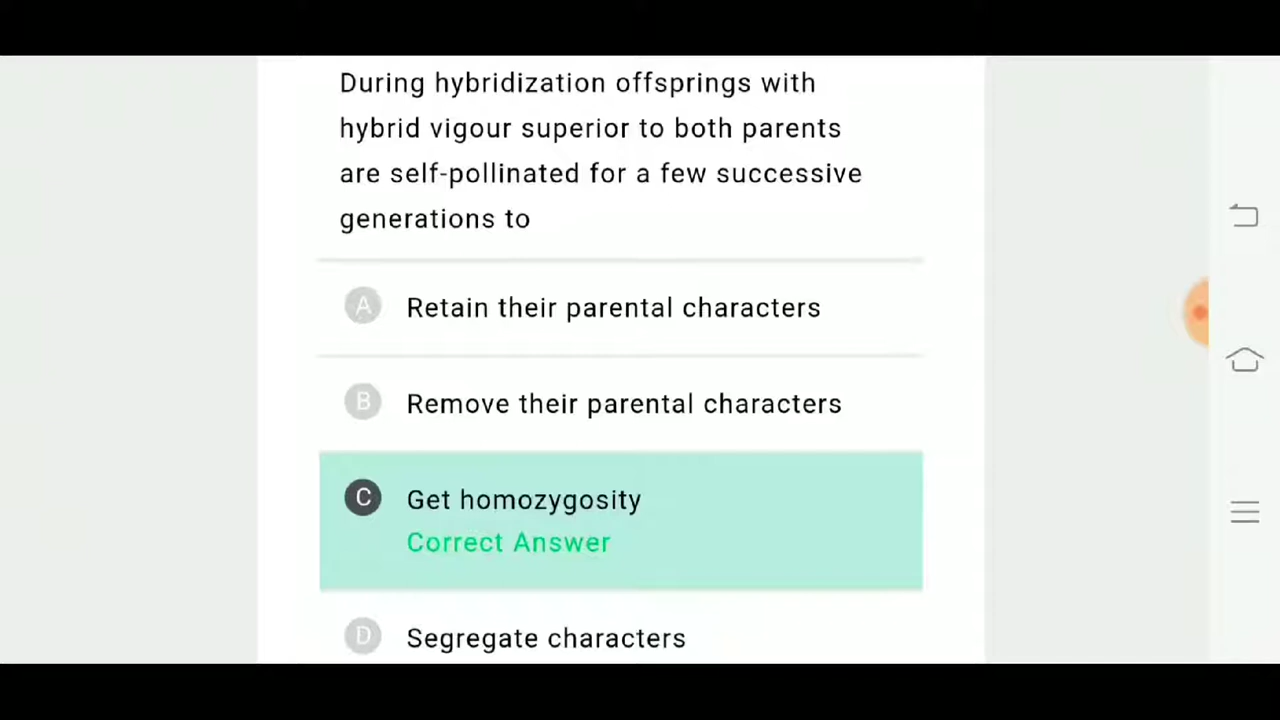 During hybridization offsprings with
hybrid vigour superior to both parents
are self-pollinated for a few successive
generations to
A Retain their parental characters
B Remove their parental characters
C Get homozygosity
Correct Answer
D Segregate characters